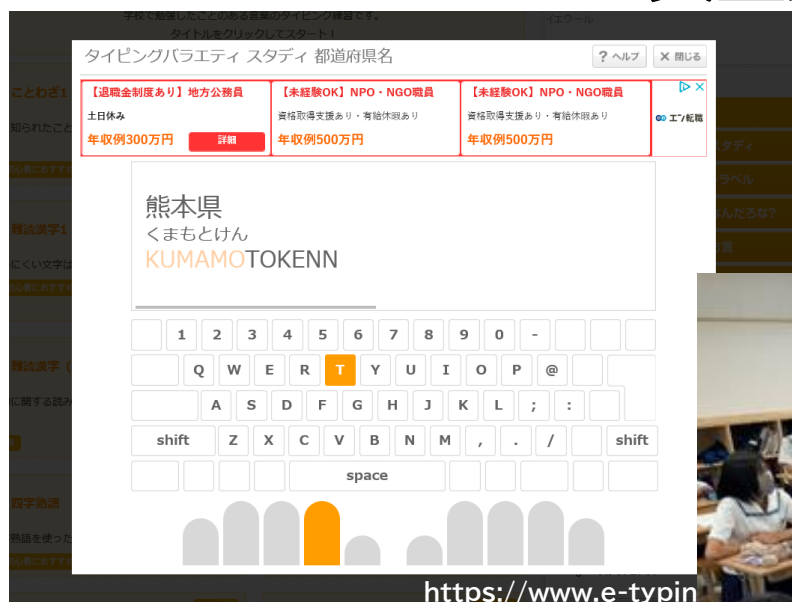 学校で勉強したことのある言葉のタイピング練習です。
タイトルをクリックしてスタート！
イエウール
タイピングバラエティ スタディ 都道府県名
? ヘルプ
× 閉じる
【退職金制度あり】地方公務員
土日休み
年収例300万円
詳細
【未経験OK】NPO・NGO職員
資格取得支援あり・有給休暇あり
年収例500万円
【未経験OK】NPO・NGO職員
資格取得支援あり・有給休暇あり
年収例500万円
エン転職
熊本県
くまもとけん
KUMAMOTOKENN
1 2 3 4 5 6 7 8 9 0 -
Q W E R T Y U I O P @
A S D F G H J K L ; :
shift Z X C V B N M , . / shift
space
ことわざ1
知られたこと
難読漢字1
にくい文字は
難読漢字（
に関する読み
四字熟語
熟語を使った
スタディ
ラベル
なんだろな?
https://www.e-typin